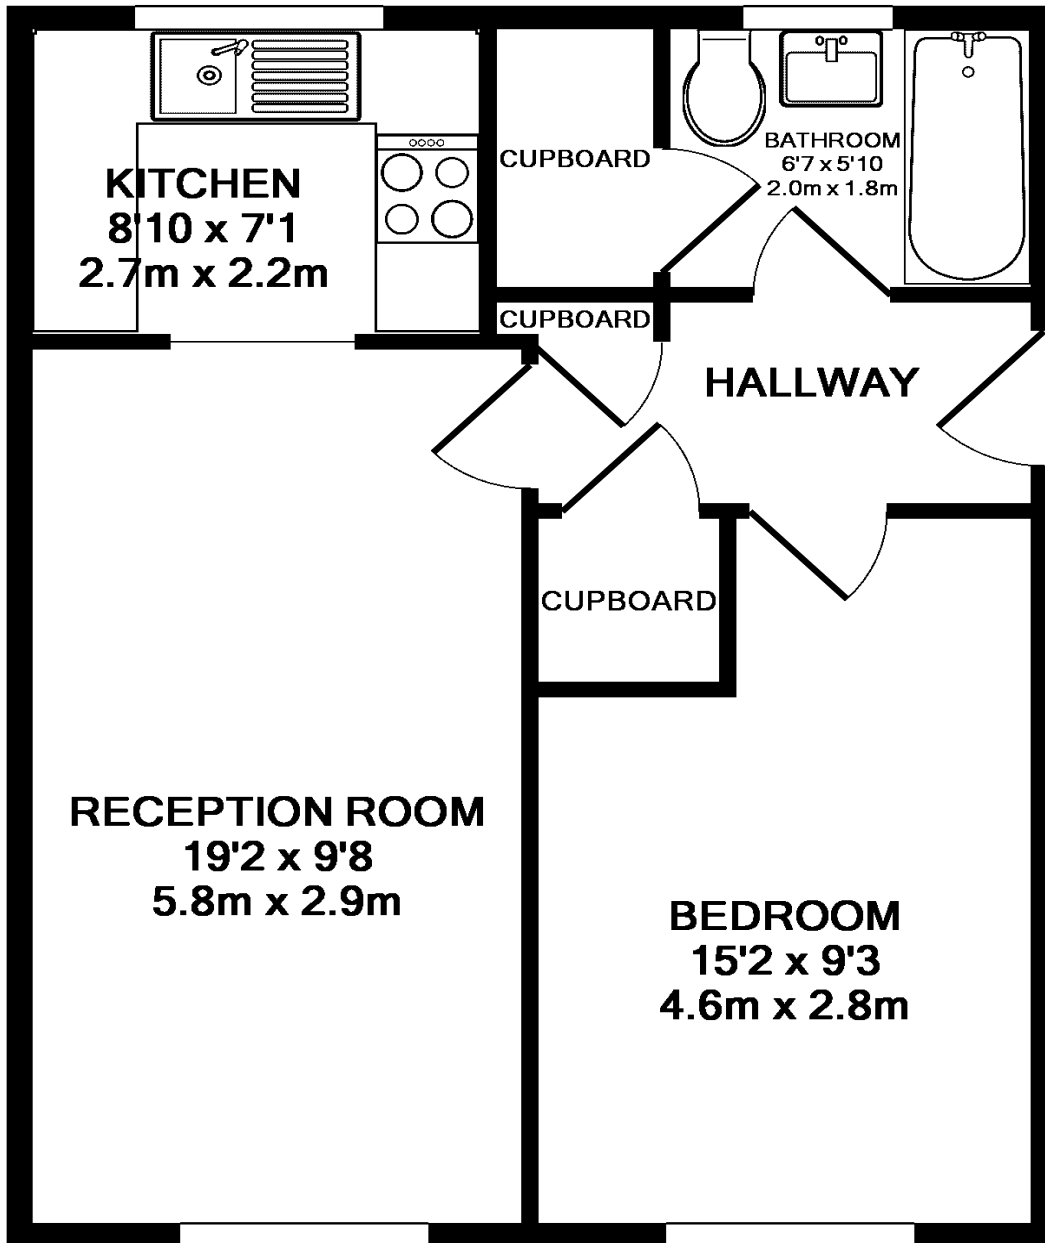 KITCHEN
8'10 x 7'1
2.7m x 2.2m
CUPBOARD
BATHROOM
6'7 x 5'10
2.0m x 1.8m
CUPBOARD
HALLWAY
CUPBOARD
RECEPTION ROOM
19'2 x 9'8
5.8m x 2.9m
BEDROOM
15'2 x 9'3
4.6m x 2.8m